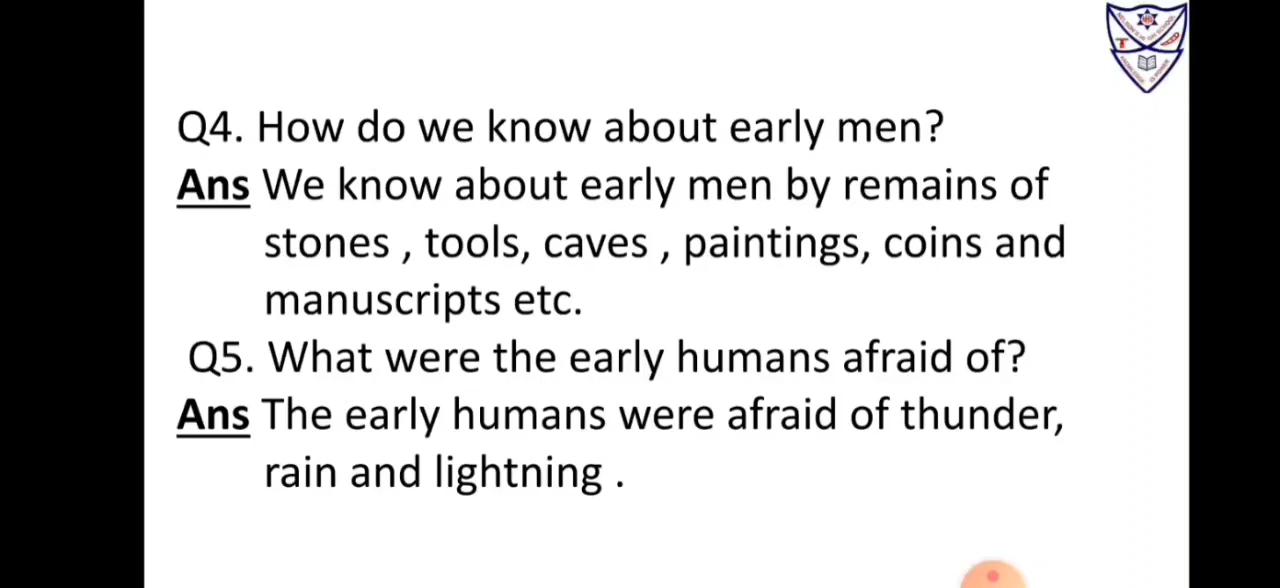 Q4. How do we know about early men?
Ans We know about early men by remains of
stones , tools, caves , paintings, coins and
manuscripts etc.
Q5. What were the early humans afraid of?
Ans The early humans were afraid of thunder,
rain and lightning .